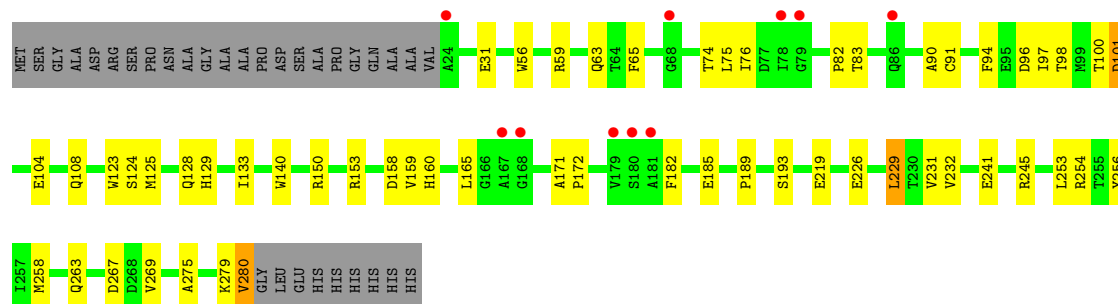 MET SER GLY ALA ASP ARG SER PRO ASN ALA GLY ALA ALA PRO ASP SER ALA PRO GLY GLN ALA ALA VAL A24 E31 W56 R59 Q63 T64 F65 G68 T74 L75 I76 D77 I78 G79 P82 T83 Q86 A90 C91 F94 E95 D96 I97 T98 M99 T100 D101
E104 Q108 W123 S124 M125 Q128 H129 I133 W140 R150 R153 D158 V159 H160 L165 G166 A167 G168 A171 P172 V179 S180 A181 F182 E185 P189 S193 E219 E226 L229 T230 V231 V232 E241 R245 L253 R254 T255 Y256
I257 M258 Q263 D267 D268 V269 A275 K279 V280 GLY LEU GLU HIS HIS HIS HIS HIS HIS